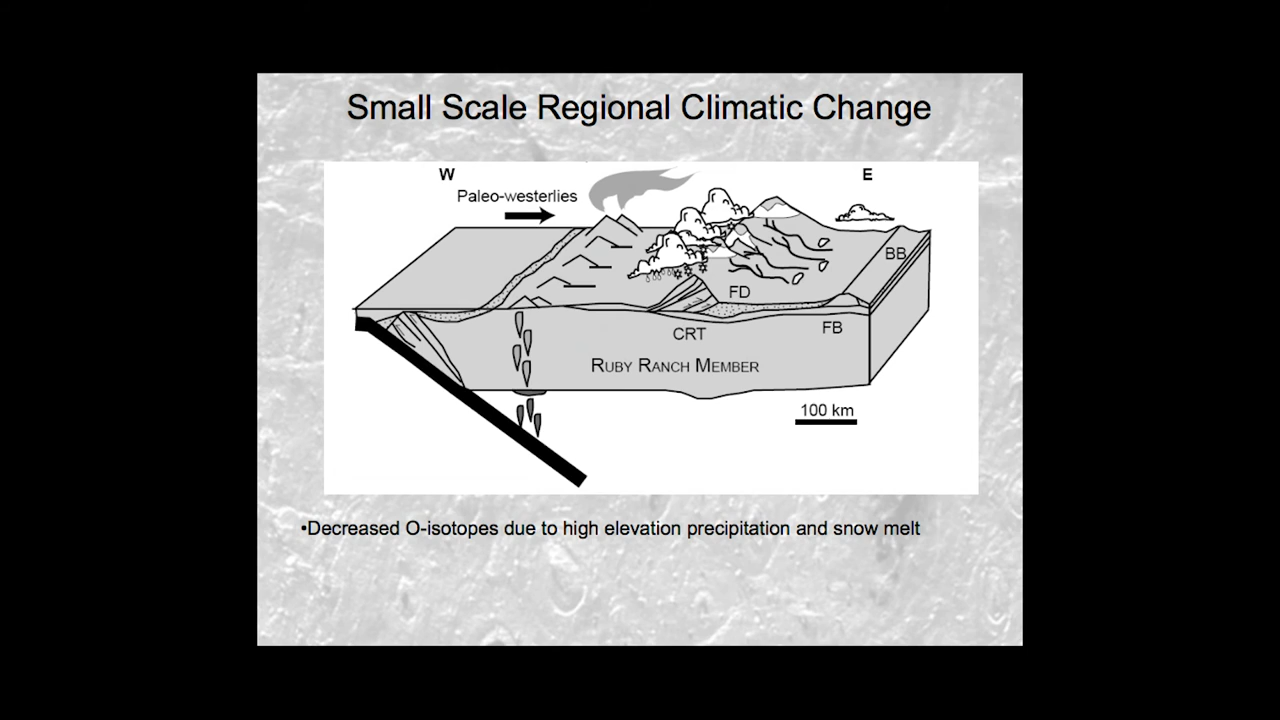 Small Scale Regional Climatic Change
W
E
Paleo-westerlies
BB
FD
CRT
FB
RUBY RANCH MEMBER
100 km
•Decreased O-isotopes due to high elevation precipitation and snow melt